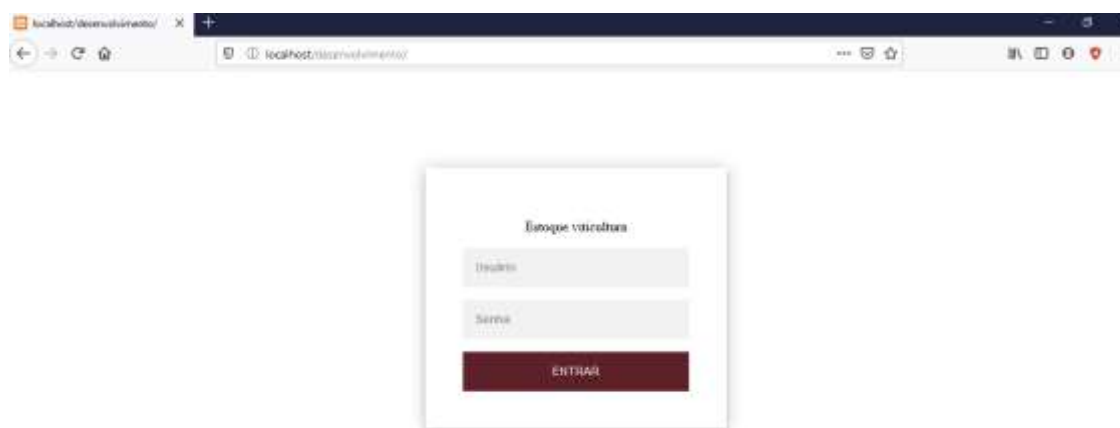 localhost/desenvolvimento/
localhost/desenvolvimento/
Estoque viticultura
Usuário
Senha
ENTRAR